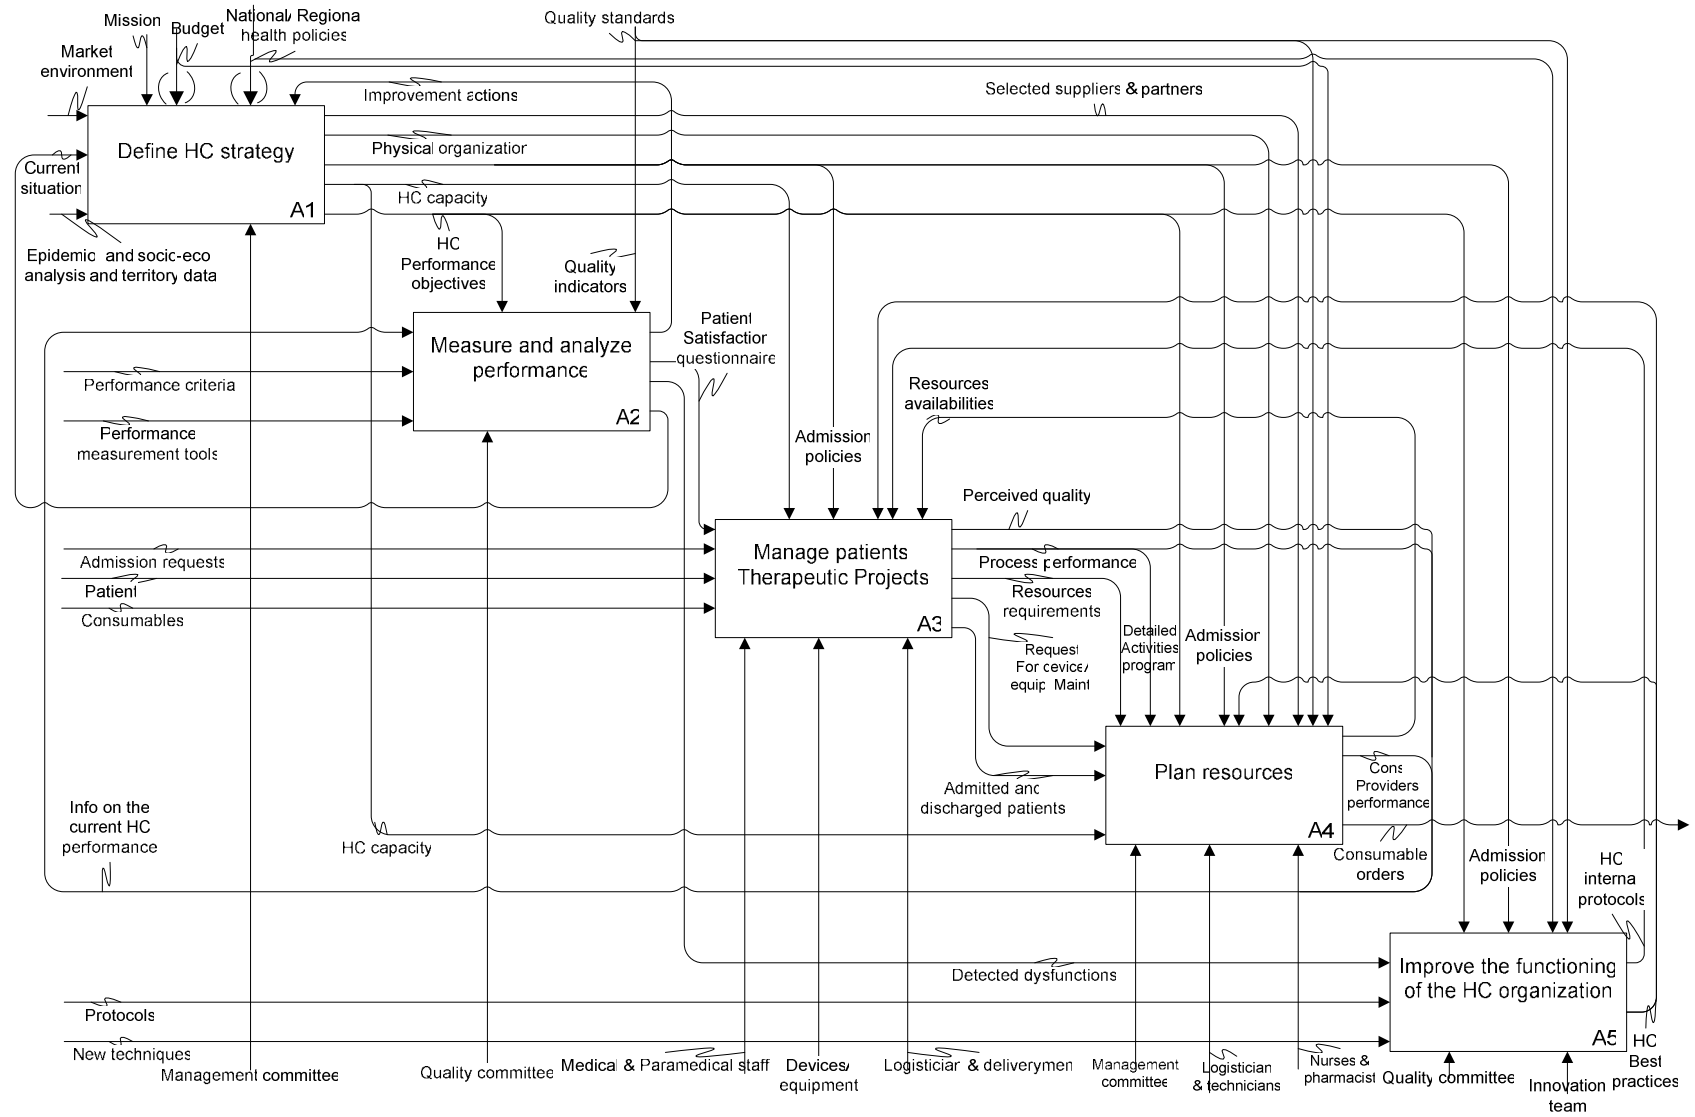 Mission
Budget
National/ Regional
health policies
Quality standards
Market
environment
Improvement actions
Selected suppliers & partners
Define HC strategy
A1
Physical organization
Current
situation
HC capacity
Epidemic and socio-eco
analysis and territory data
HC
Performance
objectives
Quality
indicators
Patient
Satisfaction
questionnaire
Measure and analyze
performance
A2
Performance criteria
Performance
measurement tools
Resources
availabilities
Admission
policies
Perceived quality
Manage patients
Therapeutic Projects
A3
Admission requests
Patient
Consumables
Process performance
Resources
requirements
Detailed
Activities
program
Admission
policies
Request
For device/
equip Maint
Plan resources
A4
Cons
Providers
performance
Admitted and
discharged patients
Info on the
current HC
performance
HC capacity
Consumable
orders
Admission
policies
HC
internal
protocols
Improve the functioning
of the HC organization
A5
Detected dysfunctions
Protocols
New techniques
Management committee
Quality committee
Medical & Paramedical staff
Devices/
equipment
Logistician & deliverymen
Management
committee
Logistician
& technicians
Nurses &
pharmacist
Quality committee
Innovation
team
HC
Best
practices